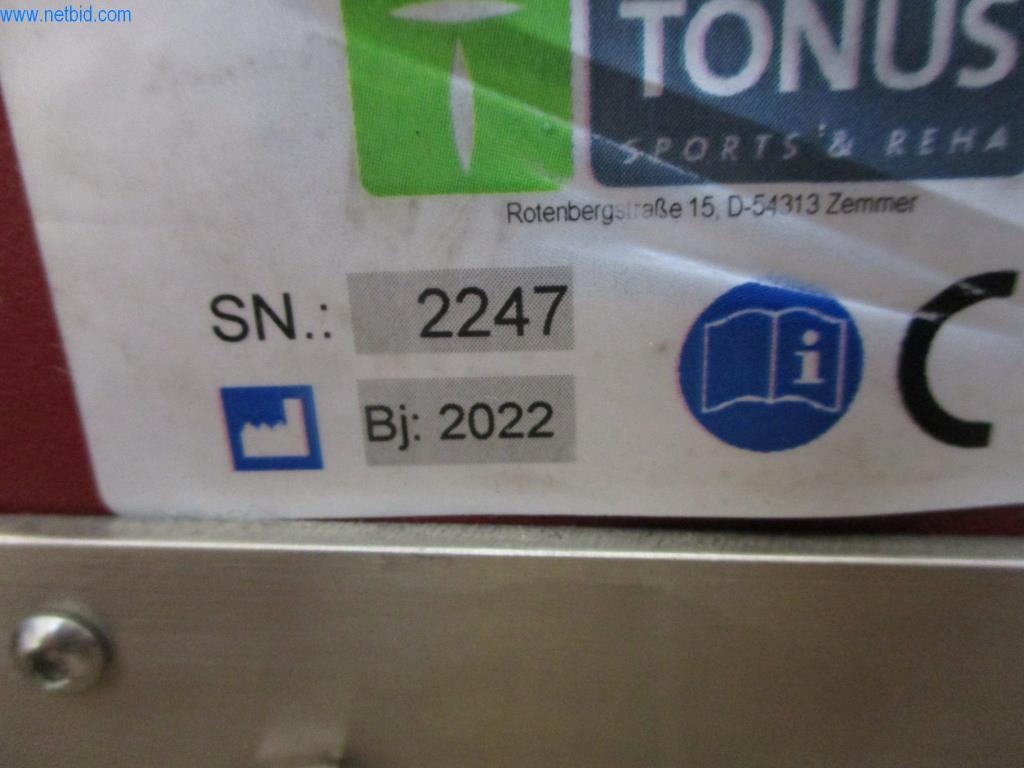 www.netbid.com
TONUS
SPORTS & REHA
Rotenbergstraße 15, D-54313 Zemmer
SN.: 2247
i
Bj: 2022
C